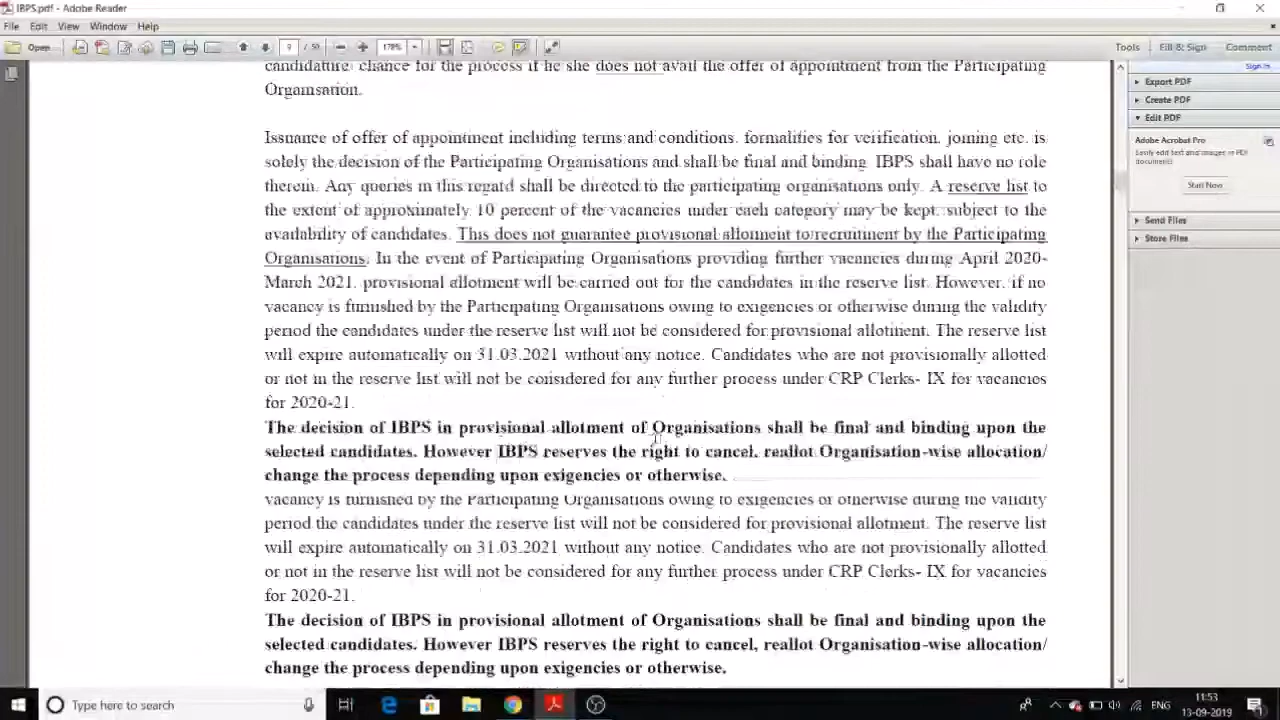 IBPS.pdf - Adobe Reader
File Edit View Window Help
Open 9 / 50 178% Tools Fill & Sign Comment
Sign In
candidature/ chance for the process if he she does not avail the offer of appointment from the Participating
Organisation.
Issuance of offer of appointment including terms and conditions, formalities for verification, joining etc. is
solely the decision of the Participating Organisations and shall be final and binding. IBPS shall have no role
therein. Any queries in this regard shall be directed to the participating organisations only. A reserve list to
the extent of approximately 10 percent of the vacancies under each category may be kept, subject to the
availability of candidates. This does not guarantee provisional allotment to/recruitment by the Participating
Organisations. In the event of Participating Organisations providing further vacancies during April 2020-
March 2021, provisional allotment will be carried out for the candidates in the reserve list. However, if no
vacancy is furnished by the Participating Organisations owing to exigencies or otherwise during the validity
period the candidates under the reserve list will not be considered for provisional allotment. The reserve list
will expire automatically on 31.03.2021 without any notice. Candidates who are not provisionally allotted
or not in the reserve list will not be considered for any further process under CRP Clerks- IX for vacancies
for 2020-21.
The decision of IBPS in provisional allotment of Organisations shall be final and binding upon the
selected candidates. However IBPS reserves the right to cancel, reallot Organisation-wise allocation/
change the process depending upon exigencies or otherwise.
vacancy is furnished by the Participating Organisations owing to exigencies or otherwise during the validity
period the candidates under the reserve list will not be considered for provisional allotment. The reserve list
will expire automatically on 31.03.2021 without any notice. Candidates who are not provisionally allotted
or not in the reserve list will not be considered for any further process under CRP Clerks- IX for vacancies
for 2020-21.
The decision of IBPS in provisional allotment of Organisations shall be final and binding upon the
selected candidates. However IBPS reserves the right to cancel, reallot Organisation-wise allocation/
change the process depending upon exigencies or otherwise.
Export PDF
Create PDF
Edit PDF
Adobe Acrobat Pro
Easily edit text and images in PDF
documents
Start Now
Send Files
Store Files
Type here to search
ENG
11:53
13-09-2019